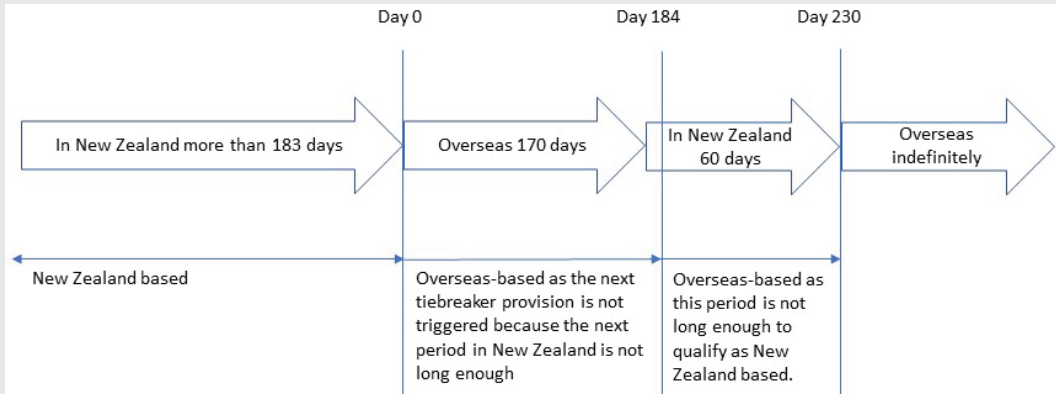 Day 0
Day 184
Day 230
In New Zealand more than 183 days
Overseas 170 days
In New Zealand
60 days
Overseas
indefinitely
New Zealand based
Overseas-based as the next
tiebreaker provision is not
triggered because the next
period in New Zealand is not
long enough
Overseas-based as
this period is not
long enough to
qualify as New
Zealand based.